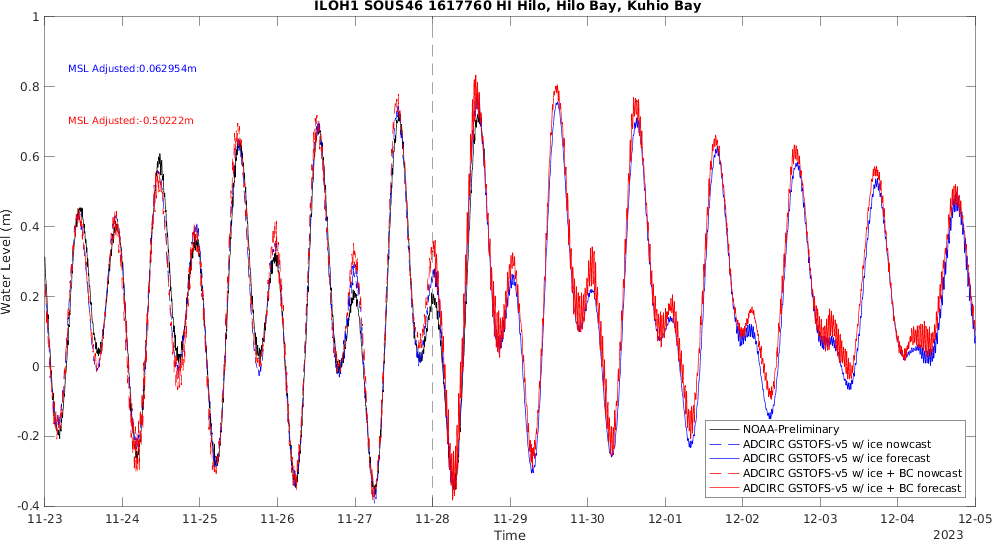 ILOH1 SOUS46 1617760 HI Hilo, Hilo Bay, Kuhio Bay
1
MSL Adjusted:0.062954m
0.8
MSL Adjusted:-0.50222m
0.6
0.4
Water Level (m)
0.2
0
-0.2
NOAA-Preliminary
ADCIRC GSTOFS-v5 w/ ice nowcast
ADCIRC GSTOFS-v5 w/ ice forecast
ADCIRC GSTOFS-v5 w/ ice + BC nowcast
ADCIRC GSTOFS-v5 w/ ice + BC forecast
-0.4
11-23 11-24 11-25 11-26 11-27 11-28 11-29 11-30 12-01 12-02 12-03 12-04 12-05
Time
2023